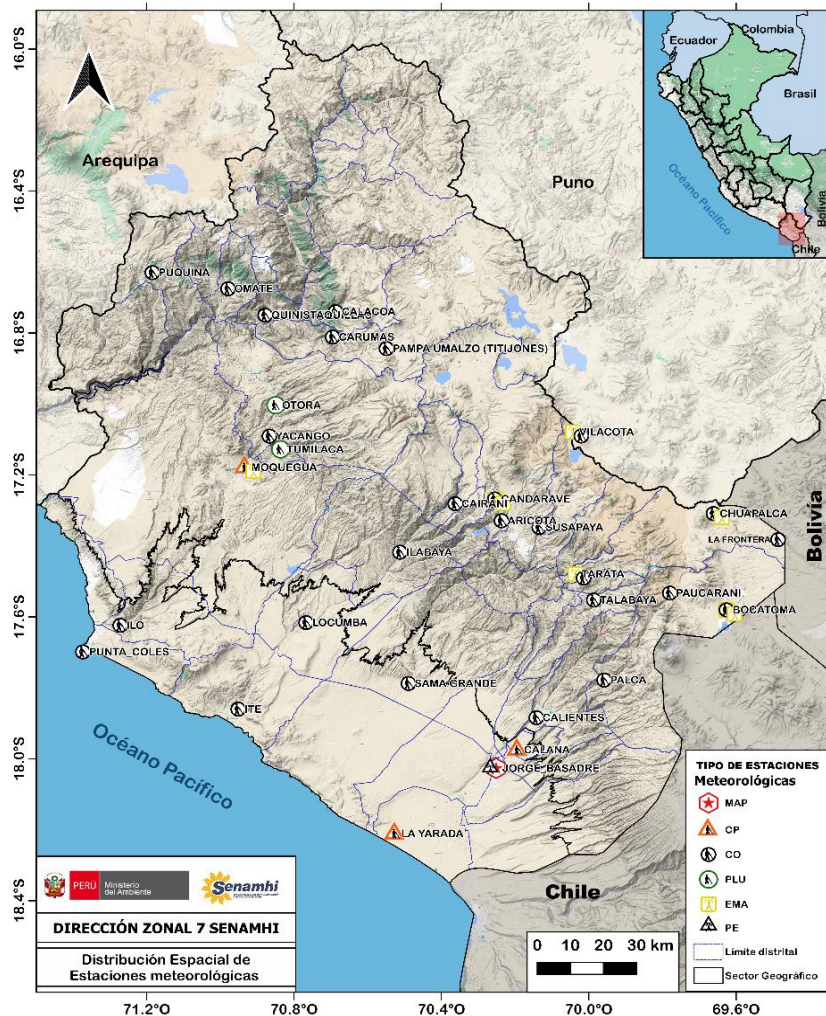 16.0°S
16.4°S
16.8°S
17.2°S
17.6°S
18.0°S
18.4°S
71.2°O
70.8°O
70.4°O
70.0°O
69.6°O
Ecuador
Colombia
Brasil
Océano Pacífico
Bolivia
Chile
Arequipa
Puno
PUQUINA
OMATE
QUINISTAQUILLAS
CALACOA
CARUMAS
PAMPA UMALZO (TITIJONES)
OTORA
YACANGO
TUMILACA
MOQUEGUA
VILACOTA
CANDARAVE
CAIRANI
ARICOTA
SUSAPAYA
CHUAPALCA
LA FRONTERA
Bolivia
ILABAYA
TARATA
TALABAYA
PAUCARANI
BOCATOMA
ILO
LOCUMBA
PUNTA_COLES
ITE
SAMA GRANDE
PALCA
CALIENTES
CALANA
JORGE_BASADRE
LA YARADA
Océano Pacífico
Chile
PERÚ
Ministerio
del Ambiente
Senamhi
DIRECCIÓN ZONAL 7 SENAMHI
Distribución Espacial de
Estaciones meteorológicas
0 10 20 30 km
TIPO DE ESTACIONES
Meteorológicas
MAP
CP
CO
PLU
EMA
PE
Límite distrital
Sector Geográfico